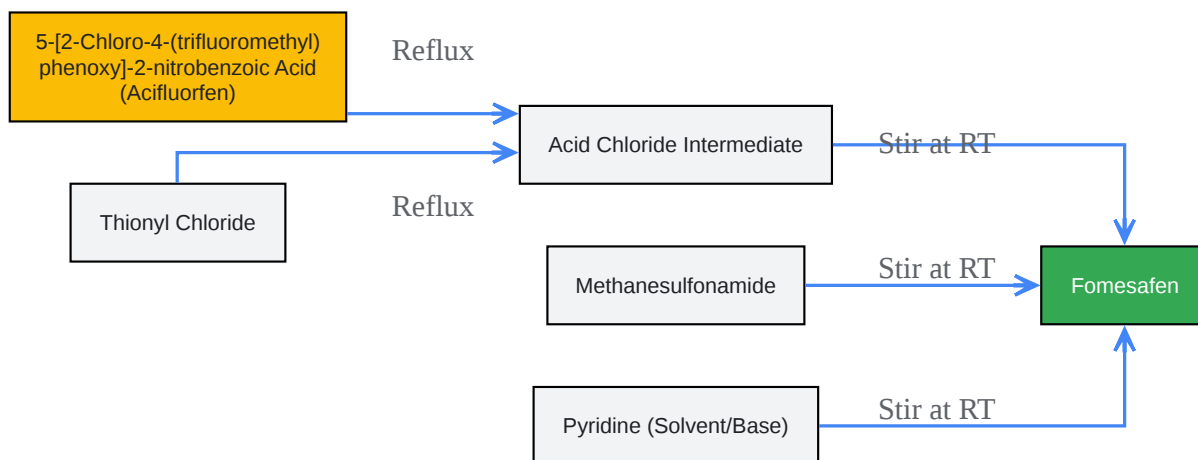 5-[2-Chloro-4-(trifluoromethyl)
phenoxy]-2-nitrobenzoic Acid
(Acifluorfen)
Reflux
Thionyl Chloride
Reflux
Acid Chloride Intermediate
Stir at RT
Methanesulfonamide
Stir at RT
Pyridine (Solvent/Base)
Stir at RT
Fomesafen